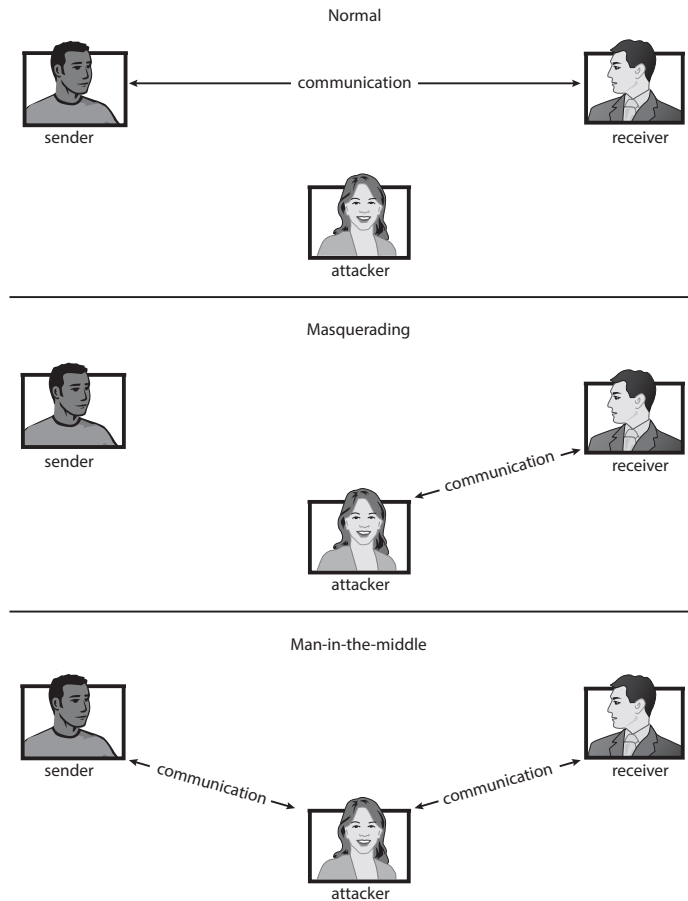 Normal
communication
sender
receiver
attacker
Masquerading
sender
communication
receiver
attacker
Man-in-the-middle
sender
communication
communication
receiver
attacker